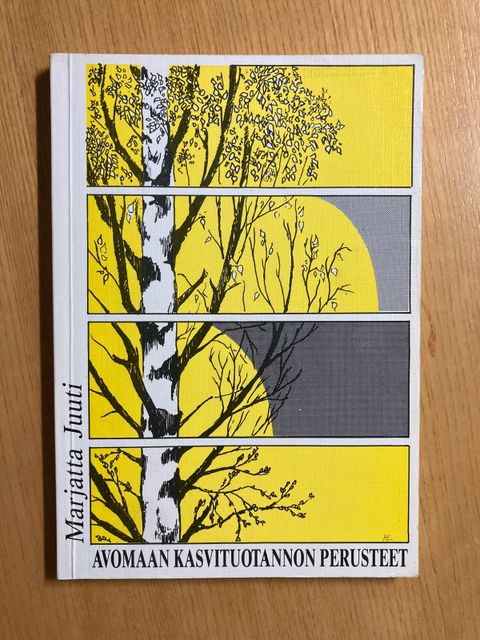 Marjatta Juuti
AVOMAAN KASVITUOTANNON PERUSTEET